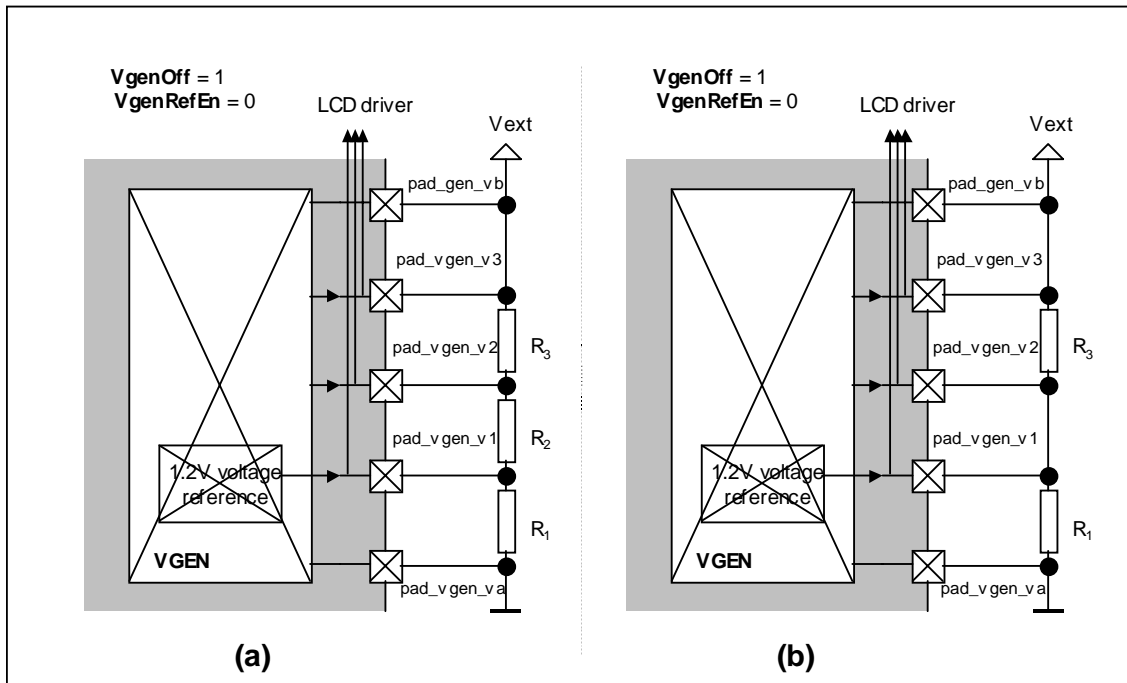 VgenOff = 1
VgenRefEn = 0
LCD driver
Vext
pad_gen_vb
pad_vgen_v3
pad_vgen_v2
R3
pad_vgen_v1
R2
1.2V voltage
reference
R1
VGEN
pad_vgen_va
(a)
VgenOff = 1
VgenRefEn = 0
LCD driver
Vext
pad_gen_vb
pad_vgen_v3
pad_vgen_v2
R3
pad_vgen_v1
1.2V voltage
reference
R1
VGEN
pad_vgen_va
(b)